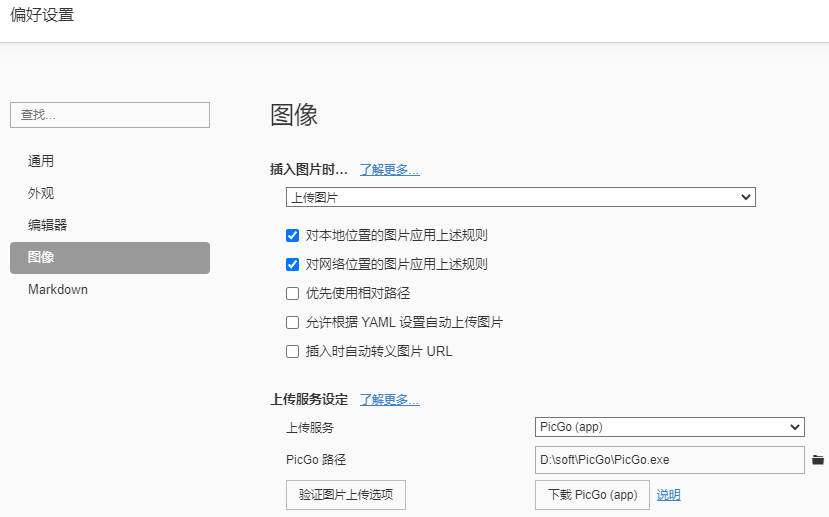 偏好设置
查找...
通用
外观
编辑器
图像
Markdown
图像
插入图片时... 了解更多...
上传图片
对本地位置的图片应用上述规则
对网络位置的图片应用上述规则
优先使用相对路径
允许根据 YAML 设置自动上传图片
插入时自动转义图片 URL
上传服务设定 了解更多...
上传服务 PicGo (app)
PicGo 路径 D:\soft\PicGo\PicGo.exe
验证图片上传选项 下载 PicGo (app) 说明